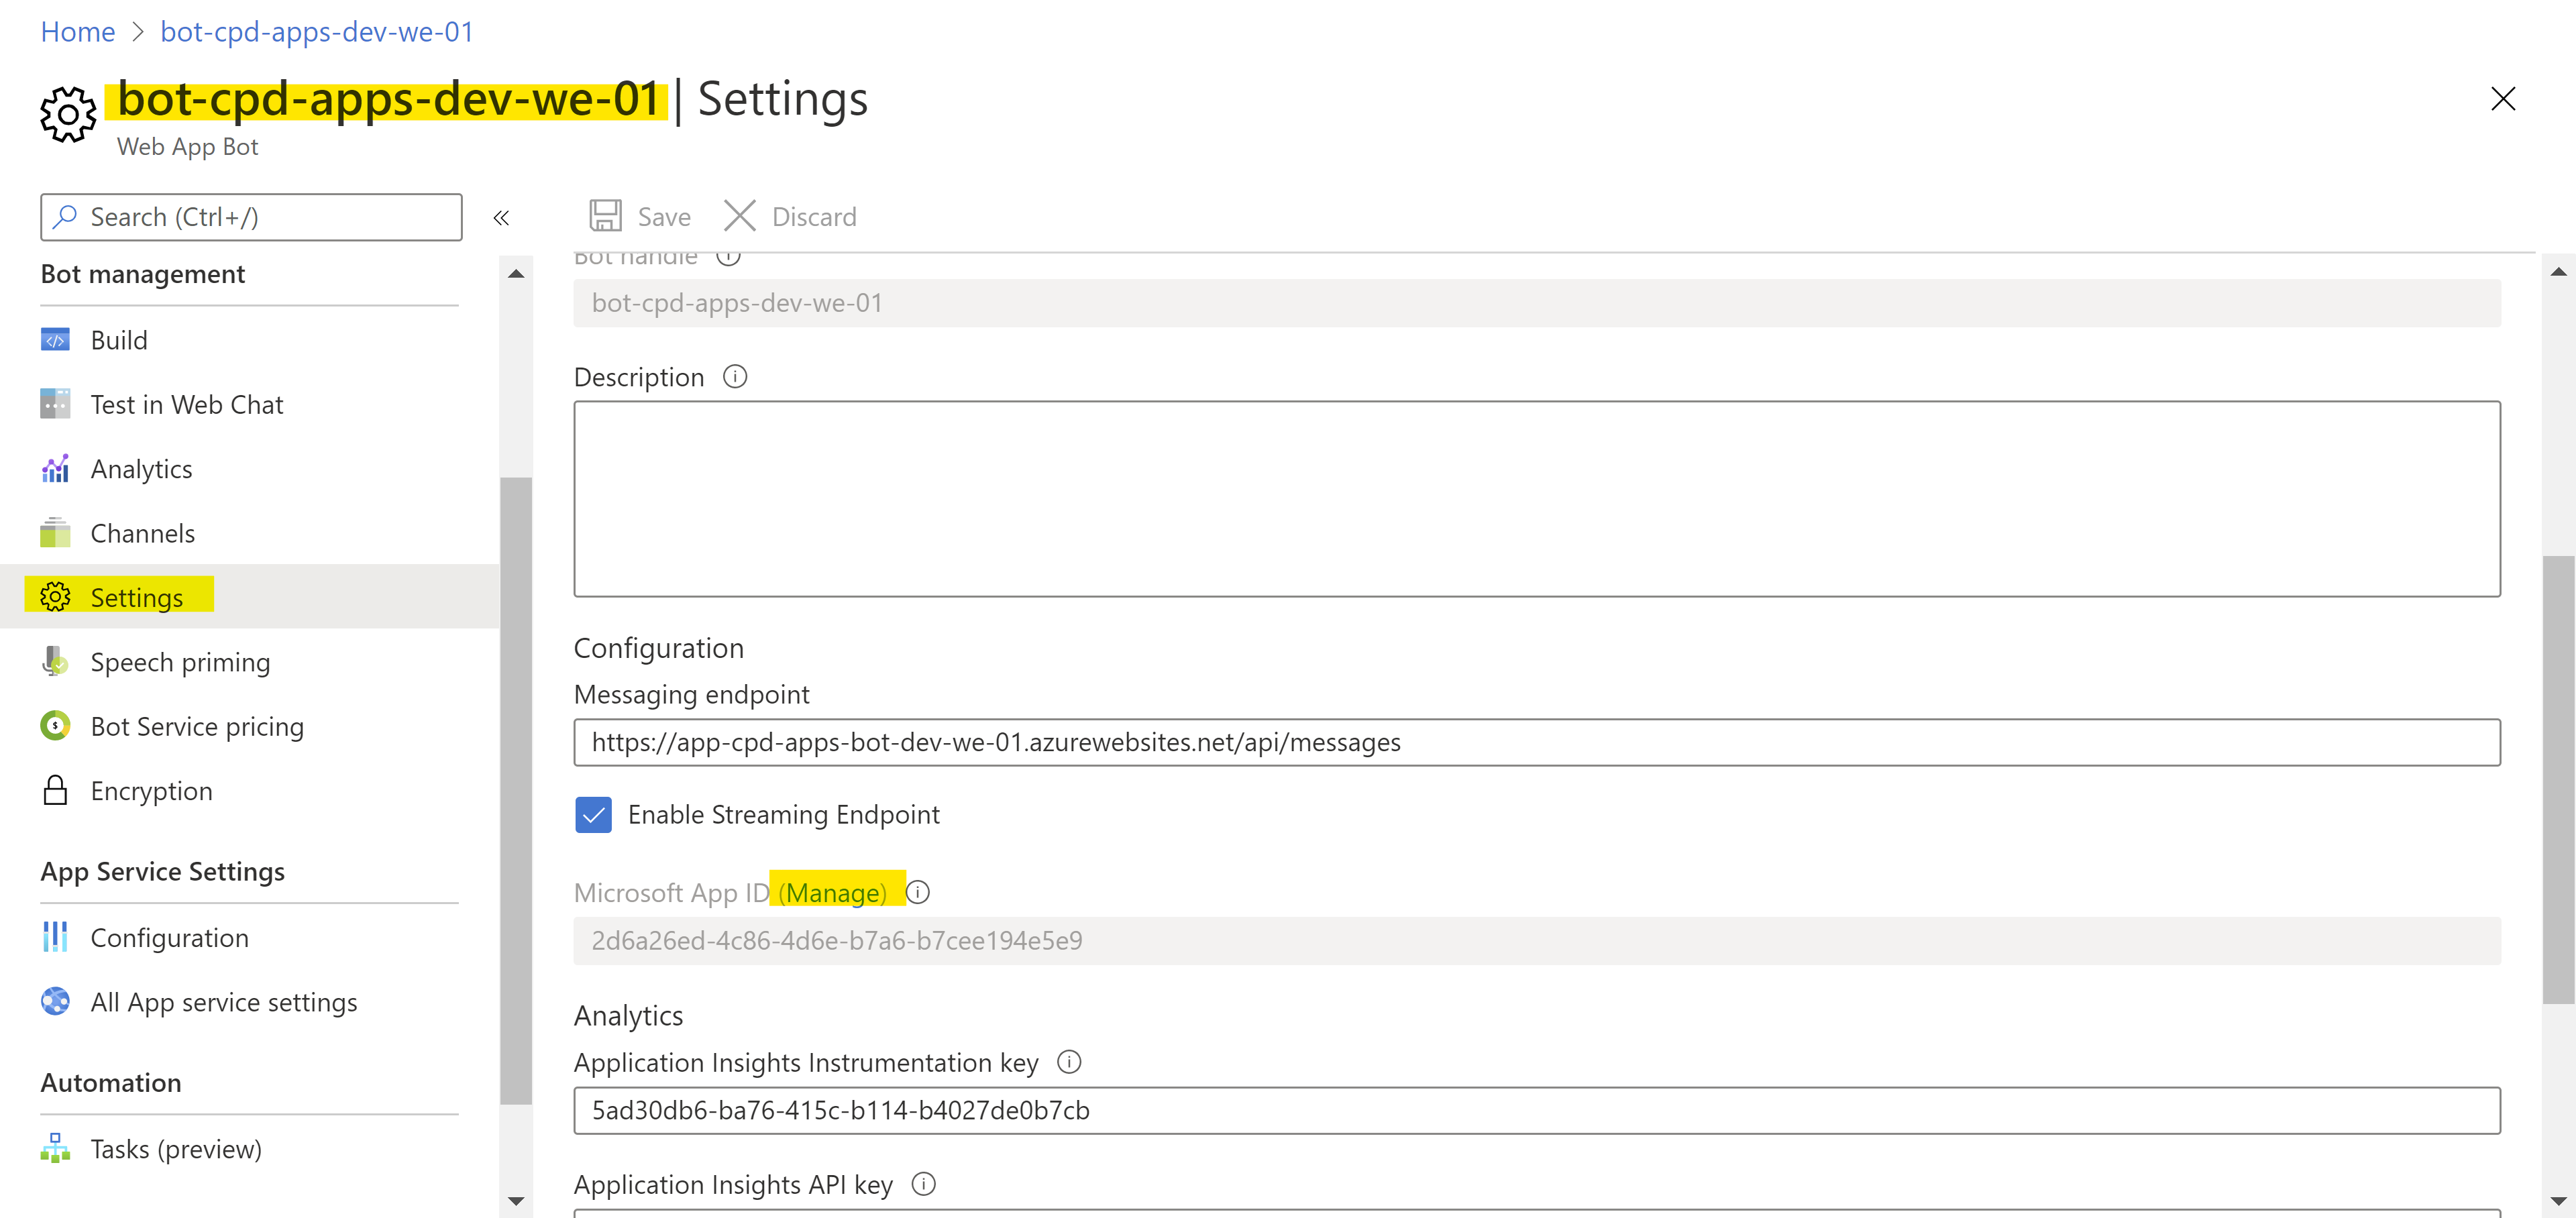 Home > bot-cpd-apps-dev-we-01
bot-cpd-apps-dev-we-01 | Settings
Web App Bot
Search (Ctrl+/)
«
Bot management
Build
Test in Web Chat
Analytics
Channels
Settings
Speech priming
Bot Service pricing
Encryption
App Service Settings
Configuration
All App service settings
Automation
Tasks (preview)
Save
Discard
Bot handle
bot-cpd-apps-dev-we-01
Description
Configuration
Messaging endpoint
https://app-cpd-apps-bot-dev-we-01.azurewebsites.net/api/messages
Enable Streaming Endpoint
Microsoft App ID (Manage)
2d6a26ed-4c86-4d6e-b7a6-b7cee194e5e9
Analytics
Application Insights Instrumentation key
5ad30db6-ba76-415c-b114-b4027de0b7cb
Application Insights API key